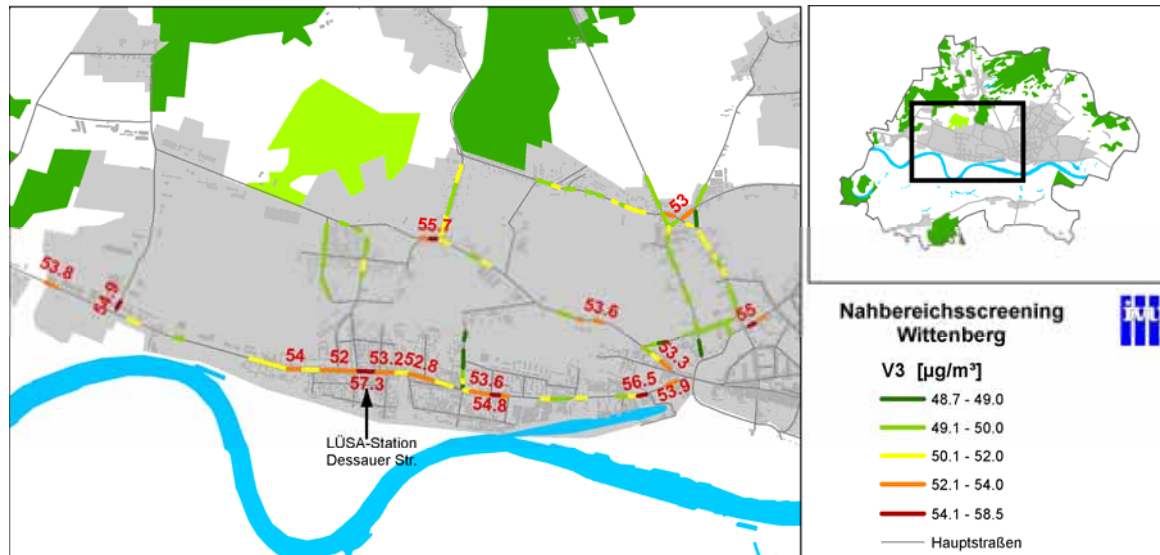 53
55.7
53.8
54.9
53.6
55
53.3
54
52
53.2
52.8
57.3
53.6
54.8
56.5
53.9
LÜSA-Station
Dessauer Str.
Nahbereichsscreening
Wittenberg
V3 [µg/m³]
48.7 - 49.0
49.1 - 50.0
50.1 - 52.0
52.1 - 54.0
54.1 - 58.5
Hauptstraßen